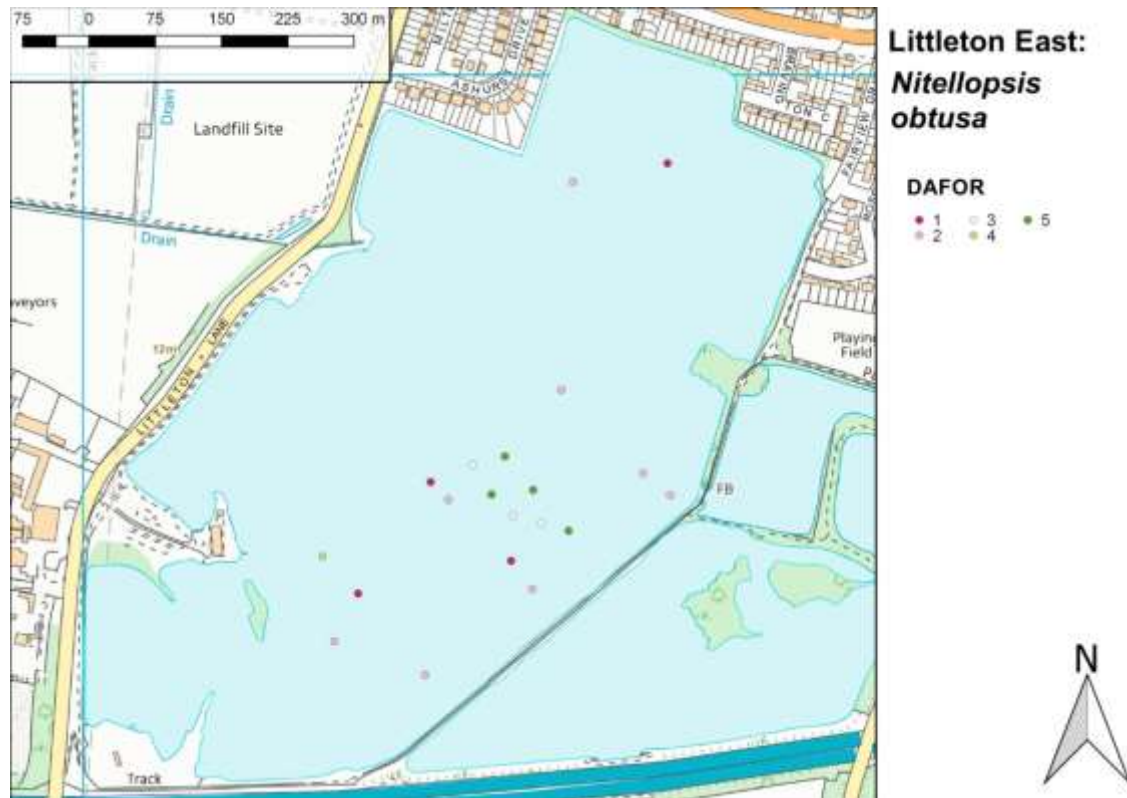 75 0 75 150 225 300 m
Littleton East:
Nitellopsis
obtusa
DAFOR
1 3 5
2 4
ASHURST DRIVE
Drain
Landfill Site
Drain
FAIRVIEW
veyors
12m
LITTLETON LANE
Playing
Field
FB
Track
N